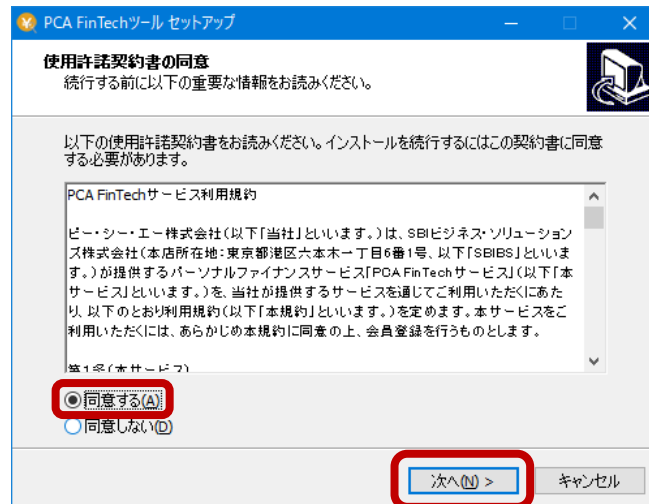 PCA FinTechツール セットアップ
使用許諾契約書の同意
続行する前に以下の重要な情報をお読みください。
以下の使用許諾契約書をお読みください。インストールを続行するにはこの契約書に同意
する必要があります。
PCA FinTechサービス利用規約
ピー・シー・エー株式会社(以下「当社」といいます。)は、SBIビジネス・ソリューション
ズ株式会社(本店所在地:東京都港区六本木一丁目6番1号、以下「SBIBS」といいま
す。)が提供するパーソナルファイナンスサービス「PCA FinTechサービス」(以下「本
サービス」といいます。)を、当社が提供するサービスを通じてご利用いただくにあた
り、以下のとおり利用規約(以下「本規約」といいます。)を定めます。本サービスをご
利用いただくには、あらかじめ本規約に同意の上、会員登録を行うものとします。
第1条(本サービス)
同意する(A)
同意しない(D)
次へ(N) >
キャンセル